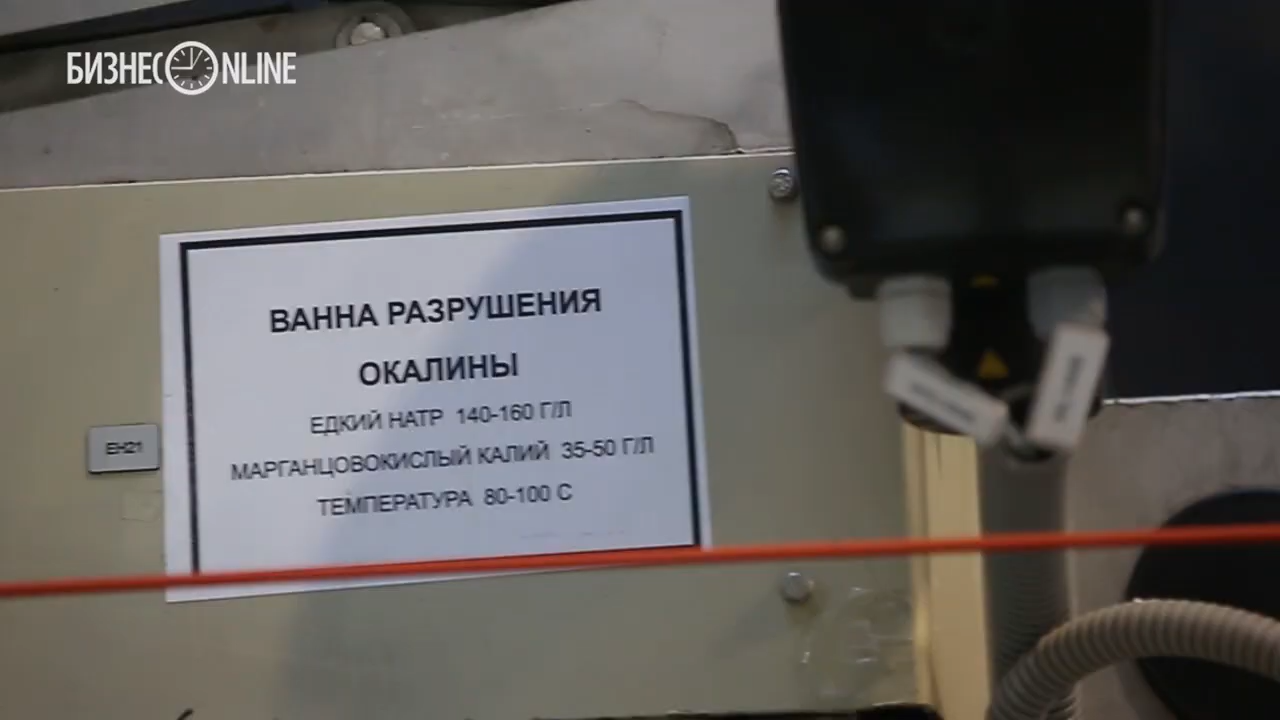 БИЗНЕС ONLINE
ВАННА РАЗРУШЕНИЯ
ОКАЛИНЫ
ЕДКИЙ НАТР 140-160 Г/Л
МАРГАНЦОВОКИСЛЫЙ КАЛИЙ 35-50 Г/Л
ТЕМПЕРАТУРА 80-100 С
EH21